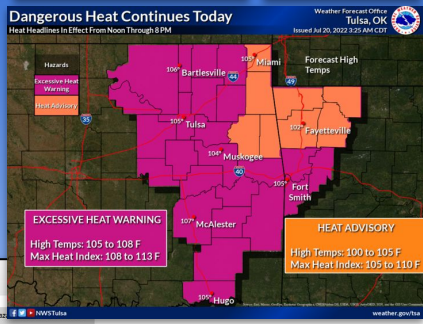 Dangerous Heat Continues Today
Heat Headlines In Effect From Noon Through 8 PM
Weather Forecast Office
Tulsa, OK
Issued Jul 20, 2022 3:25 AM CDT
Hazards
Excessive Heat
Warning
Heat Advisory
Forecast High
Temps
105°
Miami
106°
Bartlesville
44
49
35
105°
Tulsa
102°
Fayetteville
104°
Muskogee
40
105°
Fort
Smith
107°
McAlester
105°
Hugo
EXCESSIVE HEAT WARNING
High Temps: 105 to 108 F
Max Heat Index: 108 to 113 F
HEAT ADVISORY
High Temps: 100 to 105 F
Max Heat Index: 105 to 110 F
NWSTulsa
weather.gov/tsa